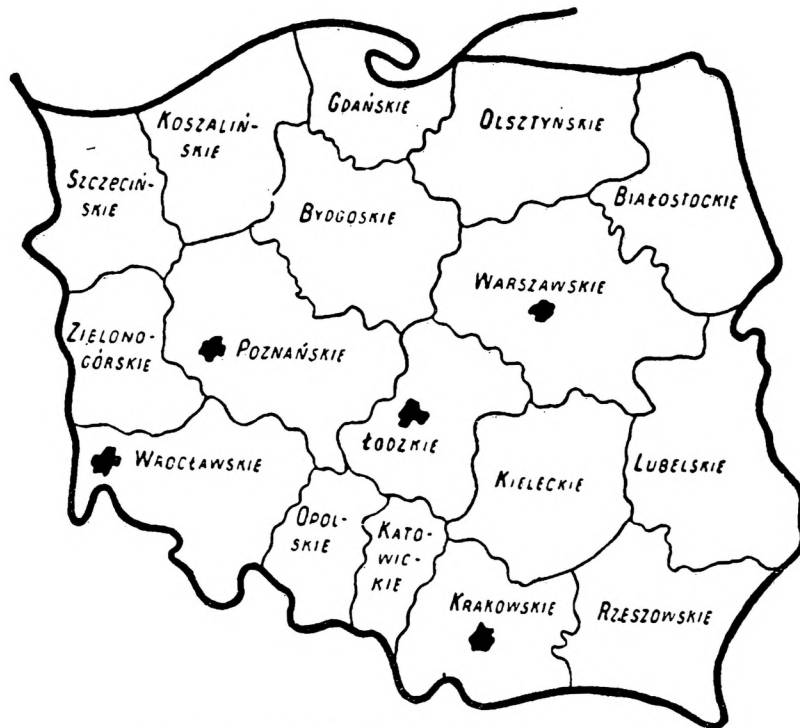 GDAŃSKIE
KOSZALIŃ-
SKIE
OLSZTYŃSKIE
SZCZECIŃ-
SKIE
BIAŁOSTOCKIE
BYDGOSKIE
WARSZAWSKIE
ZIELONO-
GÓRSKIE
POZNAŃSKIE
ŁODZKIE
WROCŁAWSKIE
LUBELSKIE
KIELECKIE
OPOL-
SKIE
KATO-
WIC-
KIE
KRAKOWSKIE
RZESZOWSKIE